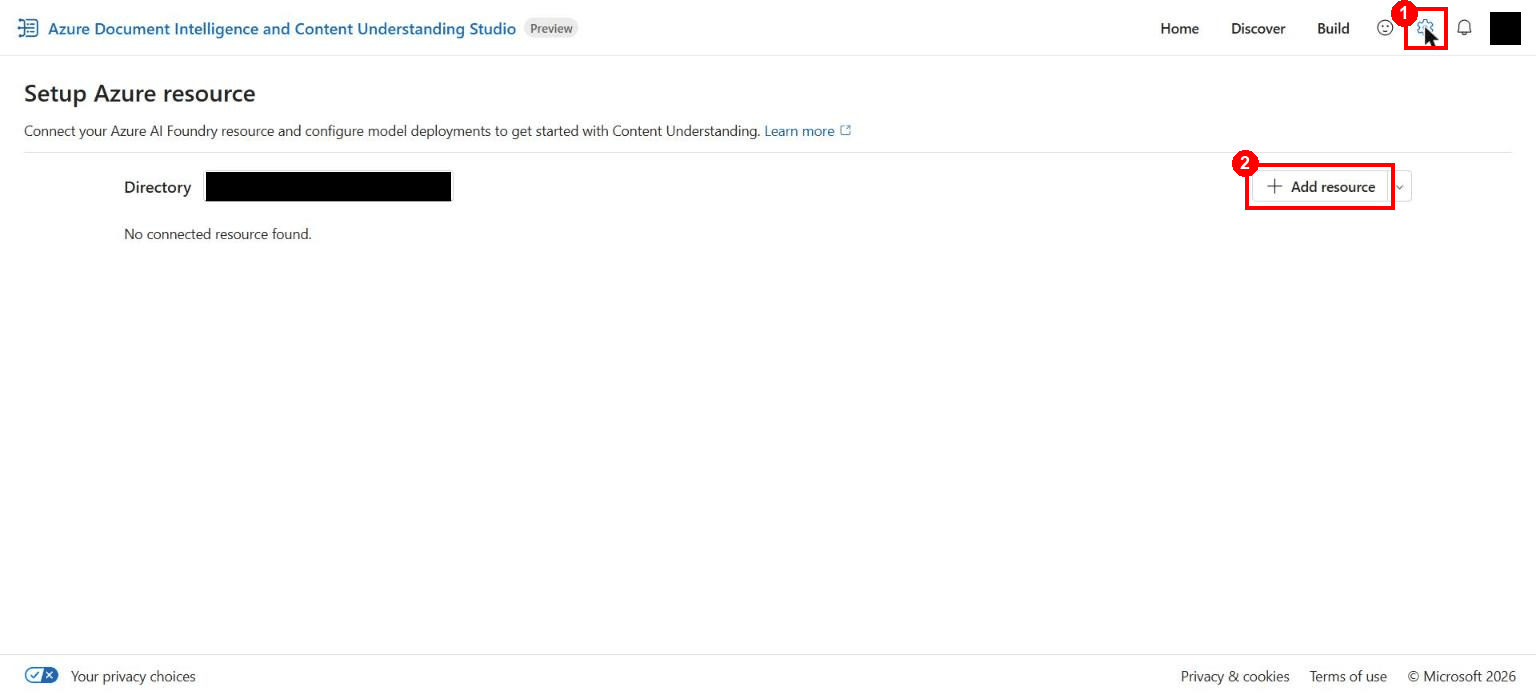 Azure Document Intelligence and Content Understanding Studio Preview Home Discover Build 1
Setup Azure resource
Connect your Azure AI Foundry resource and configure model deployments to get started with Content Understanding. Learn more
2
Directory Add resource
No connected resource found.
Your privacy choices Privacy & cookies Terms of use © Microsoft 2026